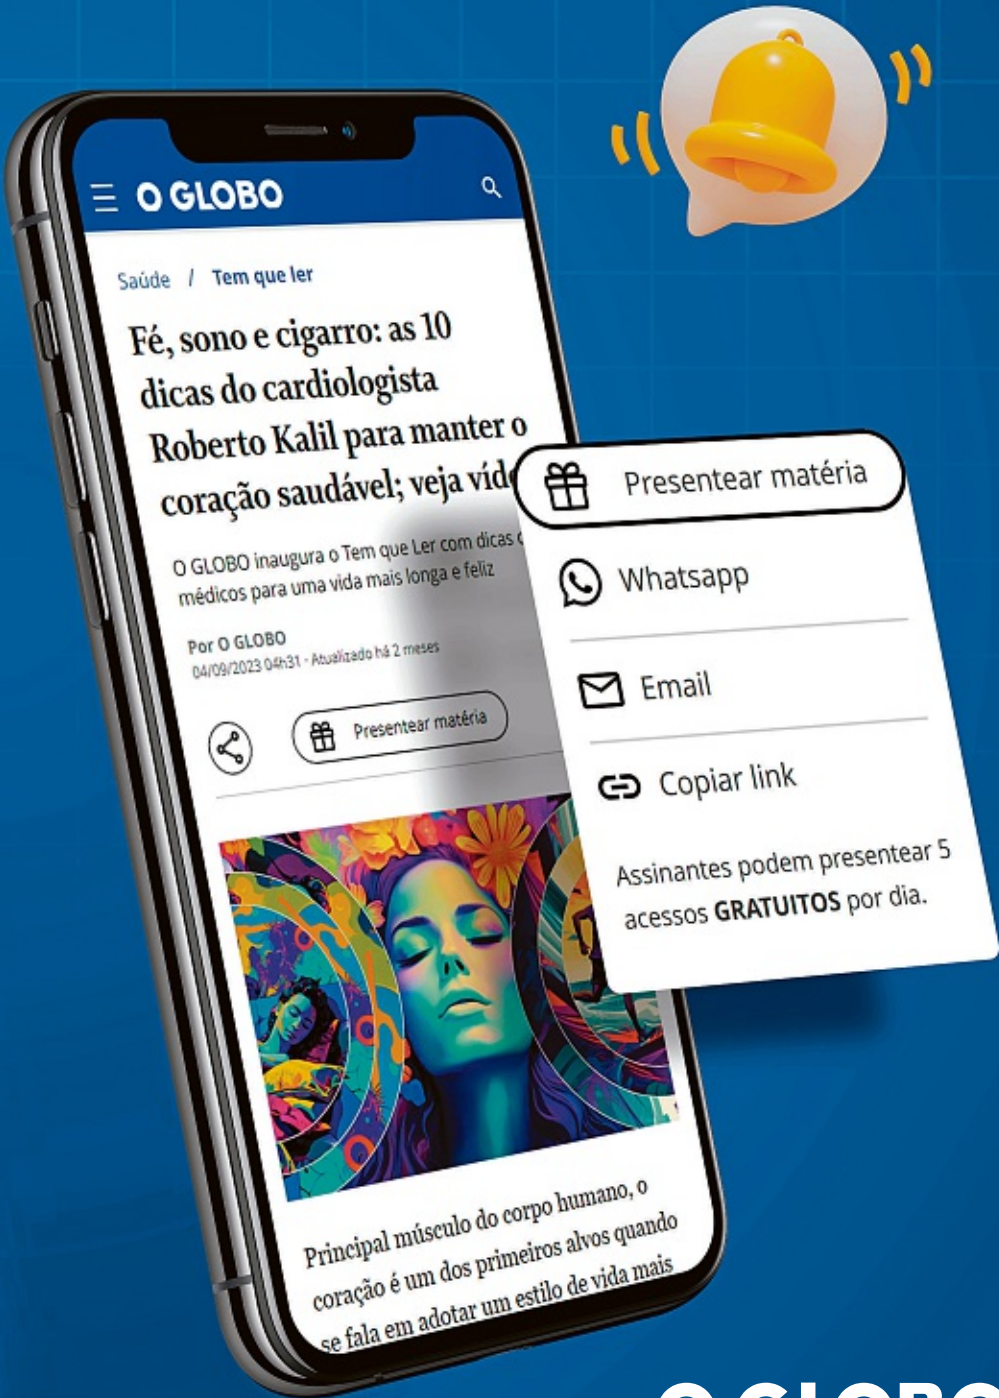 O GLOBO
Saúde / Tem que ler
Fé, sono e cigarro: as 10
dicas do cardiologista
Roberto Kalil para manter o
coração saudável; veja
O GLOBO inaugura o Tem que Ler com dicas
médicos para uma vida mais longa e feliz
Por O GLOBO
04/09/2023 04h31 - Atualizado há 2 meses
Presentear matéria
Presentear matéria
Whatsapp
Email
Copiar link
Assinantes podem presentear 5
acessos GRATUITOS por dia.
Principal músculo do corpo humano, o
coração é um dos primeiros alvos quando
se fala em adotar um estilo de vida mais
O GLOBO